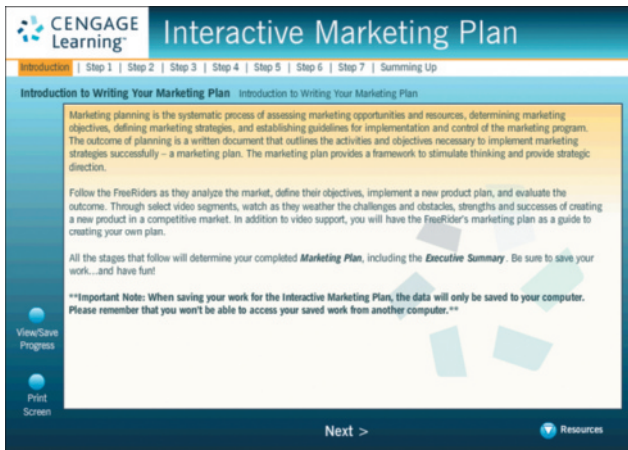 CENGAGE
Learning™
Interactive Marketing Plan
Introduction | Step 1 | Step 2 | Step 3 | Step 4 | Step 5 | Step 6 | Step 7 | Summing Up
Introduction to Writing Your Marketing Plan Introduction to Writing Your Marketing Plan
Marketing planning is the systematic process of assessing marketing opportunities and resources, determining marketing
objectives, defining marketing strategies, and establishing guidelines for implementation and control of the marketing program.
The outcome of planning is a written document that outlines the activities and objectives necessary to implement marketing
strategies successfully – a marketing plan. The marketing plan provides a framework to stimulate thinking and provide strategic
direction.
Follow the FreeRiders as they analyze the market, define their objectives, implement a new product plan, and evaluate the
outcome. Through select video segments, watch as they weather the challenges and obstacles, strengths and successes of creating
a new product in a competitive market. In addition to video support, you will have the FreeRider's marketing plan as a guide to
creating your own plan.
All the stages that follow will determine your completed Marketing Plan, including the Executive Summary. Be sure to save your
work...and have fun!
**Important Note: When saving your work for the Interactive Marketing Plan, the data will only be saved to your computer.
Please remember that you won't be able to access your saved work from another computer.**
View/Save
Progress
Print
Screen
Next >
Resources